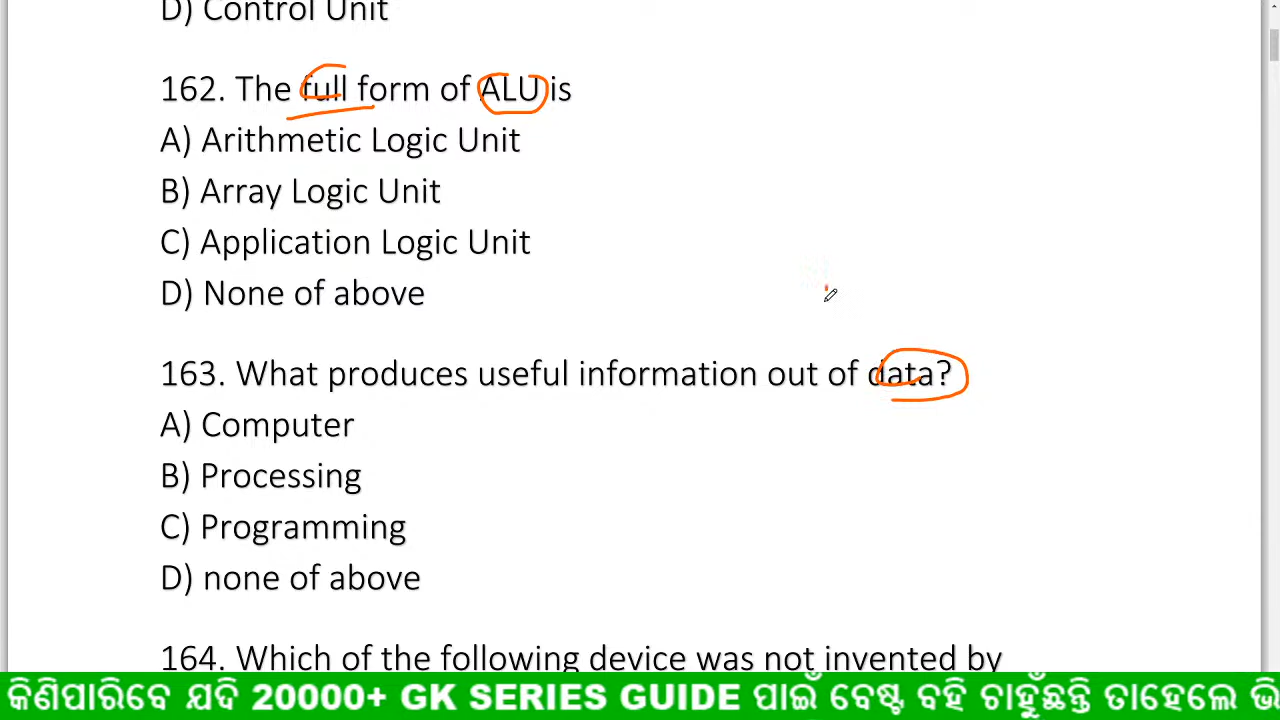 D) Control Unit
162. The full form of ALU is
A) Arithmetic Logic Unit
B) Array Logic Unit
C) Application Logic Unit
D) None of above
163. What produces useful information out of data?
A) Computer
B) Processing
C) Programming
D) none of above
164. Which of the following device was not invented by
କିଣିପାରିବେ ଯଦି 20000+ GK SERIES GUIDE ପାଇଁ ବେଷ୍ଟ ବହି ଚାହୁଁଛନ୍ତି ତାହେଲେ ଭି